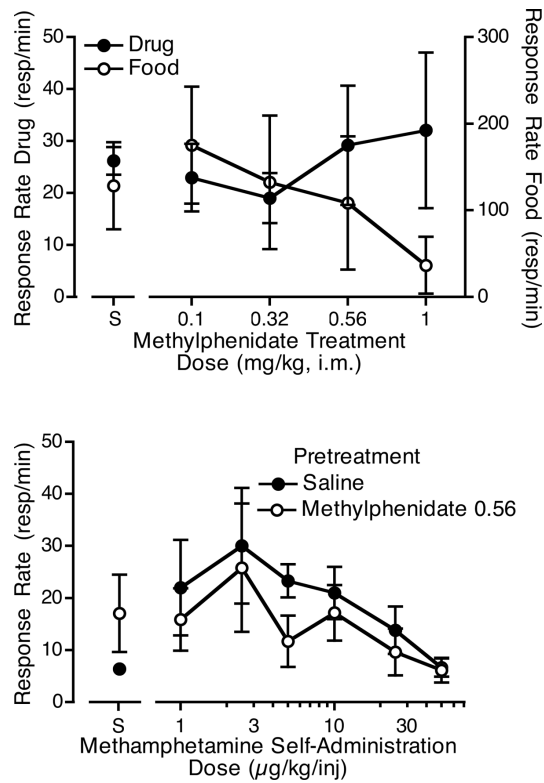 Response Rate Drug (resp/min)
50
40
30
20
10
0
Drug
Food
300
200
100
0
Response Rate Food (resp/min)
S
0.1
0.32
0.56
1
Methylphenidate Treatment
Dose (mg/kg, i.m.)
Response Rate (resp/min)
50
40
30
20
10
0
Pretreatment
Saline
Methylphenidate 0.56
S
1
3
10
30
Methamphetamine Self-Administration
Dose (µg/kg/inj)